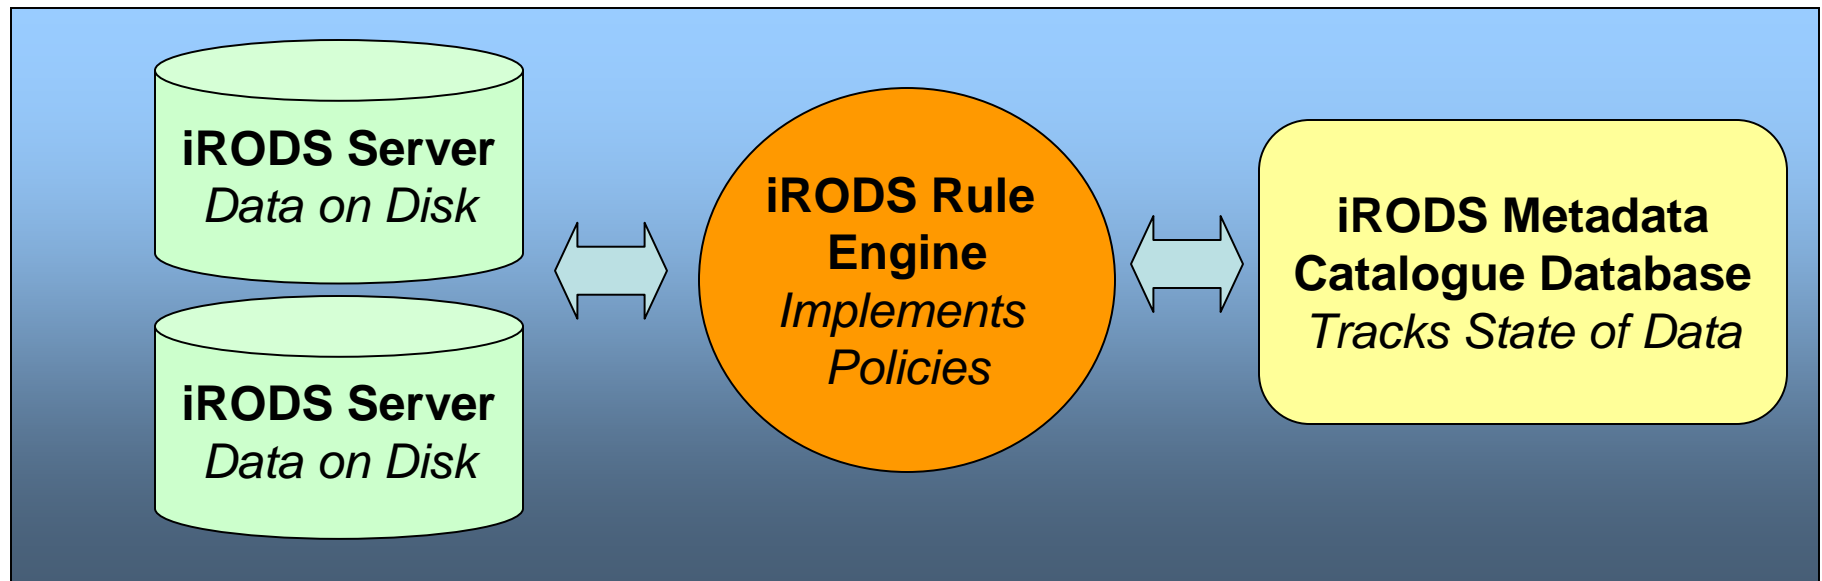 iRODS Server
Data on Disk
iRODS Server
Data on Disk
iRODS Rule
Engine
Implements
Policies
iRODS Metadata
Catalogue Database
Tracks State of Data